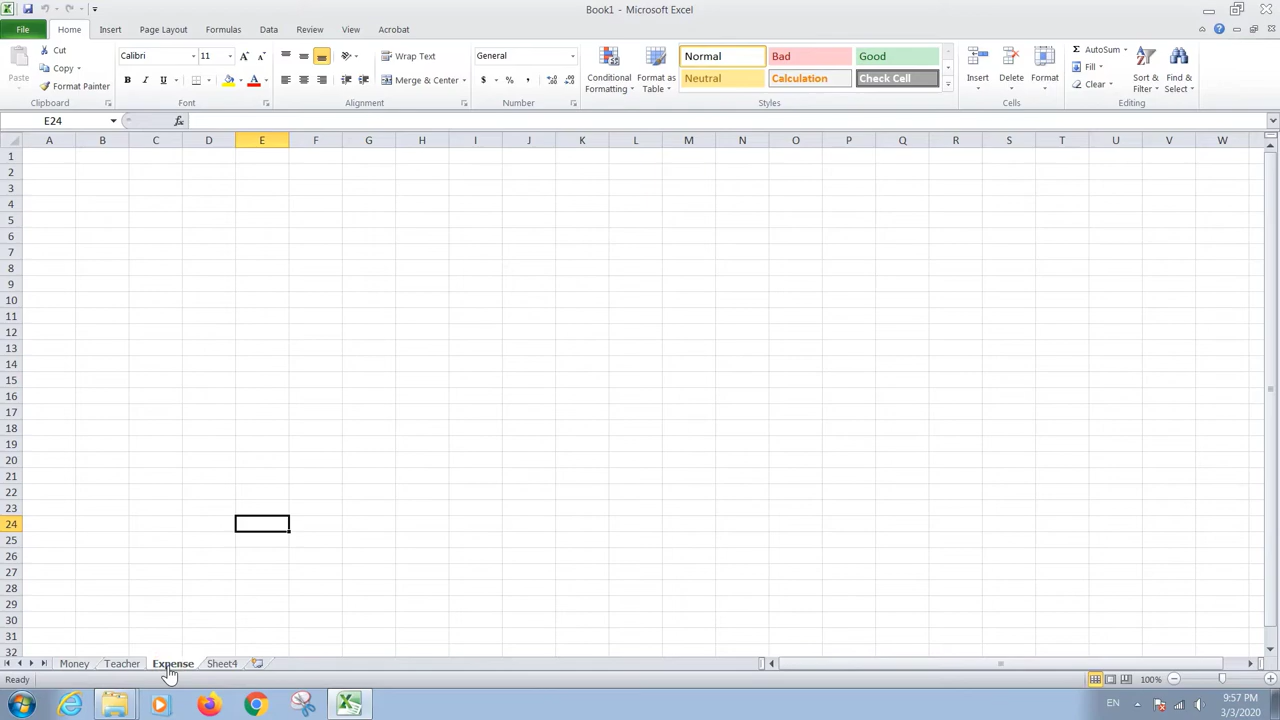 Book1 - Microsoft Excel
File Home Insert Page Layout Formulas Data Review View Acrobat
Cut
Copy
Format Painter
Paste
Clipboard
Calibri 11
B I U
Font
Wrap Text
Merge & Center
Alignment
General
$ % ,
Number
Conditional Formatting
Format as Table
Normal Bad Good
Neutral Calculation Check Cell
Styles
Insert Delete Format
Cells
AutoSum
Fill
Clear
Sort & Filter
Find & Select
Editing
E24 fx
A B C D E F G H I J K L M N O P Q R S T U V W
1
2
3
4
5
6
7
8
9
10
11
12
13
14
15
16
17
18
19
20
21
22
23
24
25
26
27
28
29
30
31
32
Money Teacher Expense Sheet4
Ready 100%
EN 9:57 PM
3/3/2020